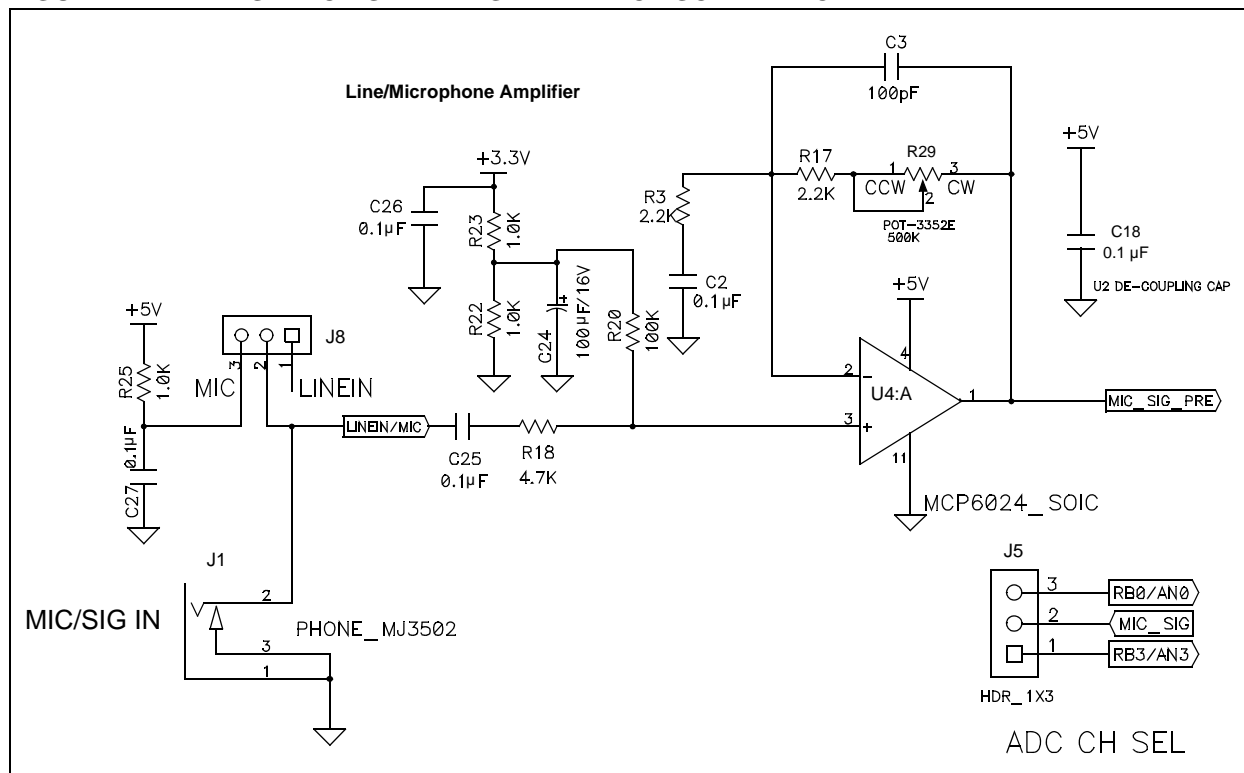 Line/Microphone Amplifier
C3
100pF
+3.3V
+5V
R17
2.2K
1
CCW
R29
3
CW
2
POT-3352E
500K
R3
2.2K
C26
0.1µF
R23
1.0K
C18
0.1 µF
U2 DE-COUPLING CAP
C2
0.1µF
R22
1.0K
+
C24
100µF/16V
R20
100K
+5V
+5V
J8
3
2
1
MIC
LINEIN
R25
1.0K
4
2
-
U4:A
1
MIC_SIG_PRE
3
+
11
LINEIN/MIC
C25
0.1µF
R18
4.7K
0.1µF
C27
MCP6024_SOIC
J1
2
MIC/SIG IN
PHONE_MJ3502
3
1
J5
3
RB0/AN0
2
MIC_SIG
1
RB3/AN3
HDR_1X3
ADC CH SEL